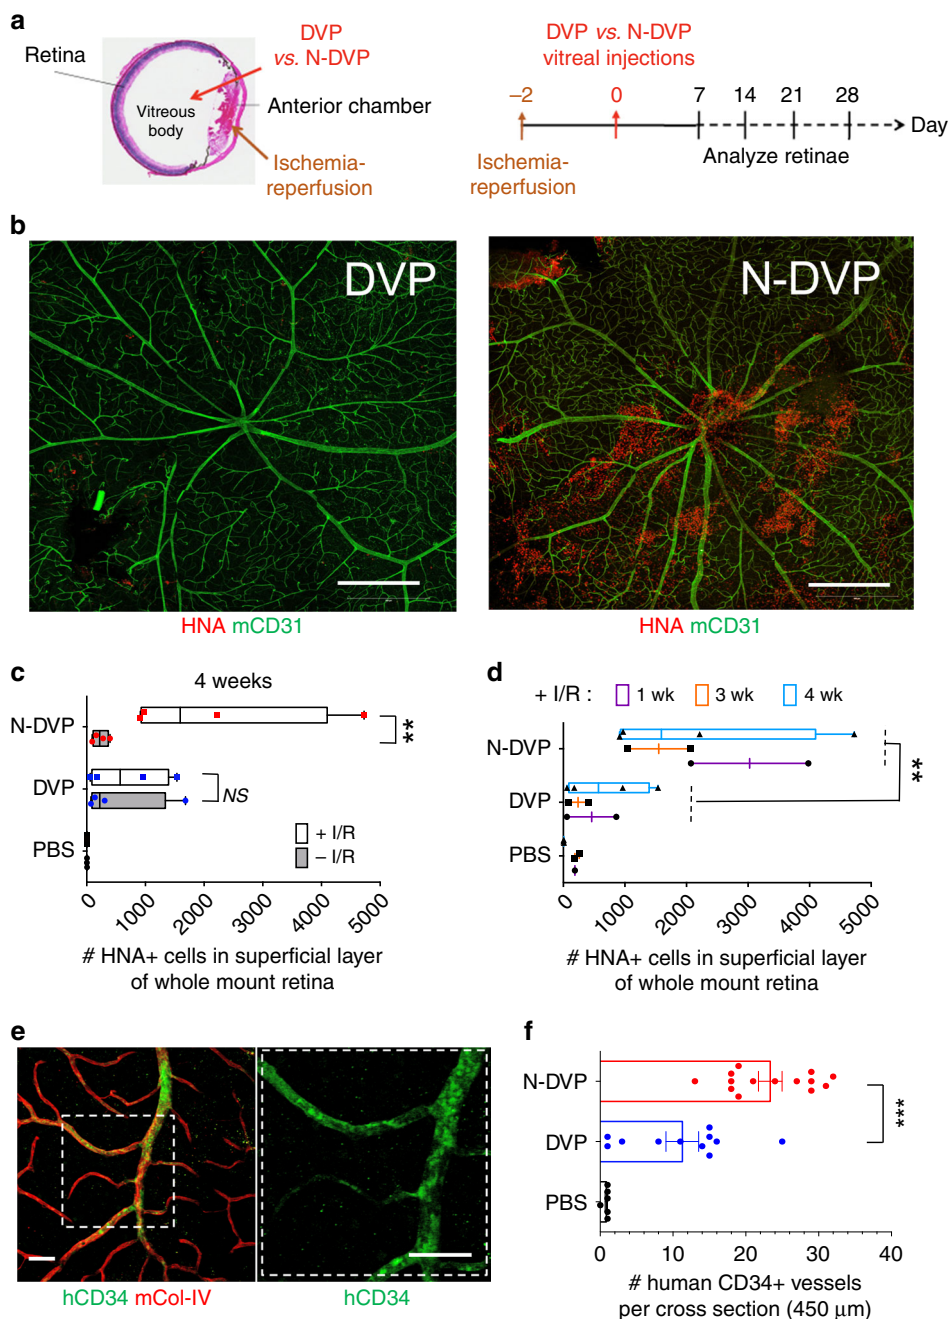 a
DVP
vs. N-DVP
Retina
Vitreous
body
Anterior chamber
Ischemia-
reperfusion
DVP vs. N-DVP
vitreal injections
–2 0 7 14 21 28
Day
Ischemia-
reperfusion
Analyze retinae
b
DVP
N-DVP
HNA mCD31
HNA mCD31
c
4 weeks
N-DVP
**
DVP
NS
PBS
+ I/R
– I/R
0 1000 2000 3000 4000 5000
# HNA+ cells in superficial layer
of whole mount retina
d
+ I/R : 1 wk 3 wk 4 wk
N-DVP
**
DVP
PBS
0 1000 2000 3000 4000 5000
# HNA+ cells in superficial layer
of whole mount retina
e
hCD34 mCol-IV
hCD34
f
N-DVP
***
DVP
PBS
0 10 20 30 40
# human CD34+ vessels
per cross section (450 μm)